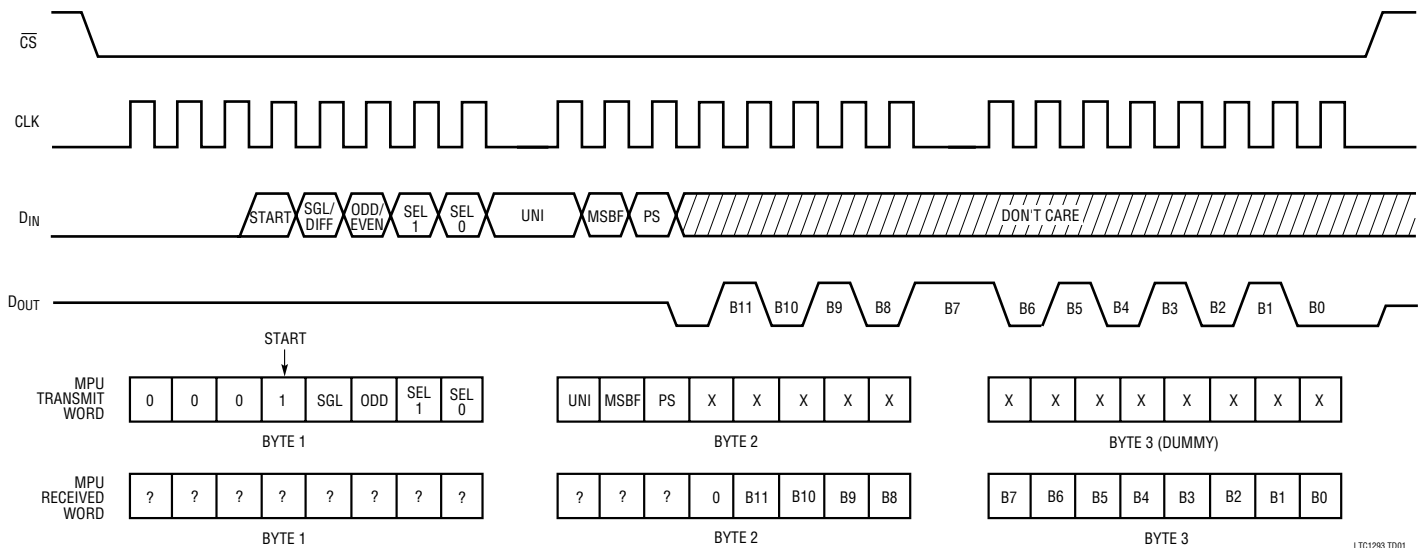 CS
CLK
DIN
START SGL/ DIFF ODD/ EVEN SEL 1 SEL 0 UNI MSBF PS DON'T CARE
DOUT
B11 B10 B9 B8 B7 B6 B5 B4 B3 B2 B1 B0
START
MPU TRANSMIT WORD
0 0 0 1 SGL ODD SEL 1 SEL 0
UNI MSBF PS X X X X X
X X X X X X X X
BYTE 1
BYTE 2
BYTE 3 (DUMMY)
MPU RECEIVED WORD
? ? ? ? ? ? ? ?
? ? ? 0 B11 B10 B9 B8
B7 B6 B5 B4 B3 B2 B1 B0
BYTE 1
BYTE 2
BYTE 3
LTC1293 TD01